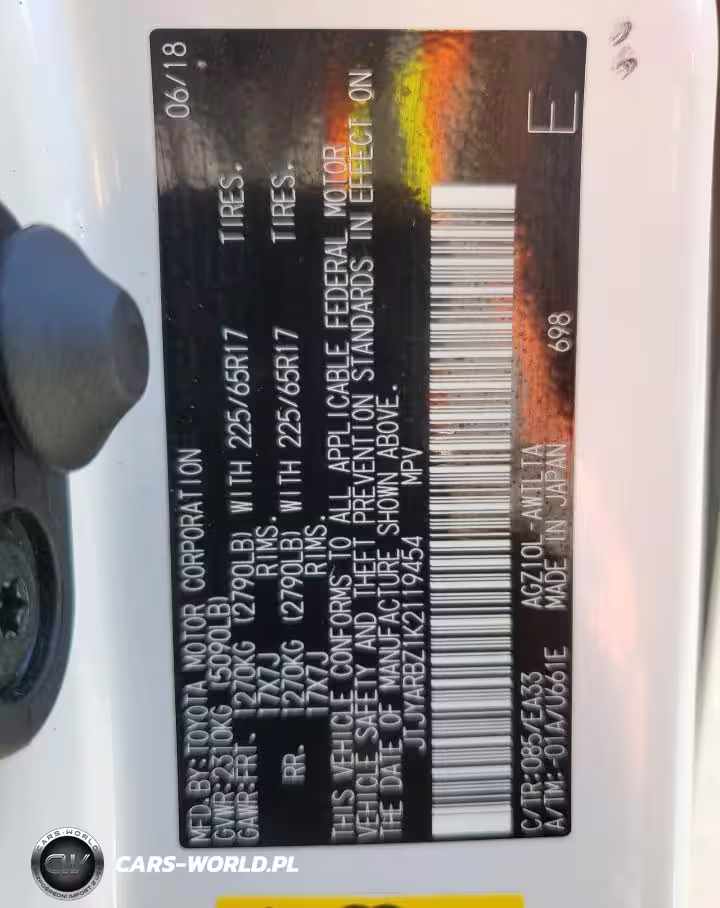 MFD.BY:TOYOTA MOTOR CORPORATION 06/18
GVWR:2310KG (5090LB)
GAWR:FRT. 1270KG (2790LB) WITH 225/65R17 TIRES.
17X7J RIMS.
RR. 1270KG (2790LB) WITH 225/65R17 TIRES.
17X7J RIMS.
THIS VEHICLE CONFORMS TO ALL APPLICABLE FEDERAL MOTOR
VEHICLE SAFETY AND THEFT PREVENTION STANDARDS IN EFFECT ON
THE DATE OF MANUFACTURE SHOWN ABOVE.
JTJYARBZ1K2119454 MPV
C/TR:085/EA33 AGZ10L-AWTLTA
A/TM:-01A/U661E MADE IN JAPAN 698 E
CARS-WORLD
CW
CARS-WORLD.PL